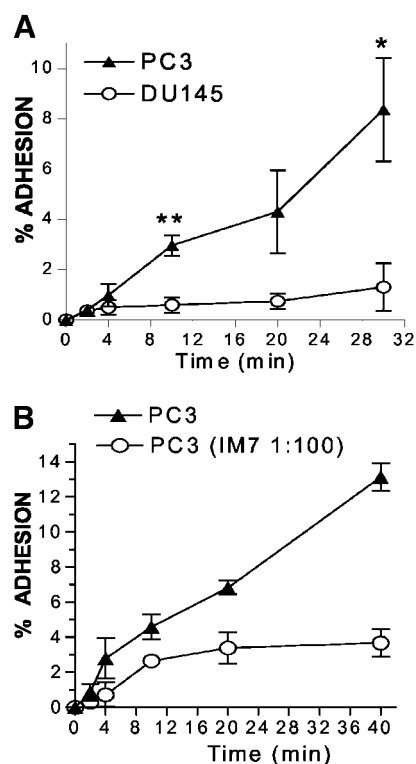 A
PC3
DU145
% ADHESION
10
8
6
4
2
0
*
**
0 4 8 12 16 20 24 28 32
Time (min)
B
PC3
PC3 (IM7 1:100)
% ADHESION
14
12
10
8
6
4
2
0
0 4 8 12 16 20 24 28 32 36 40
Time (min)